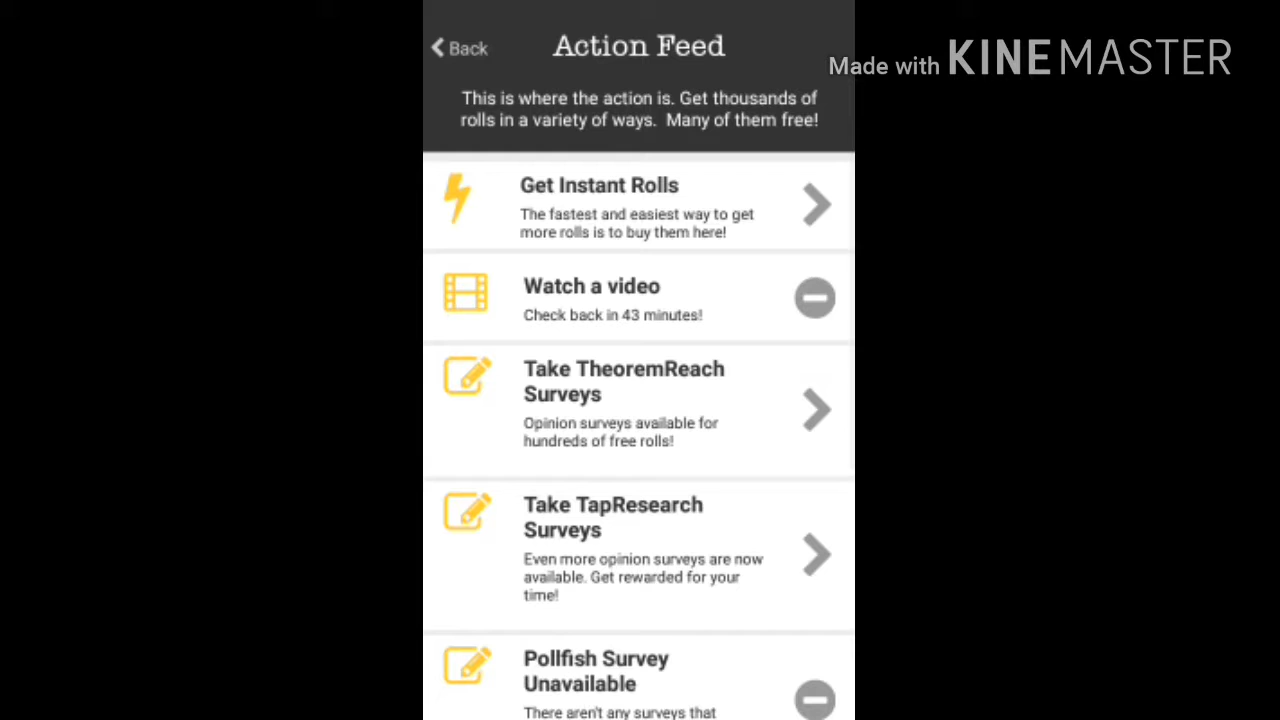 Back
Action Feed
Made with KINEMASTER
This is where the action is. Get thousands of
rolls in a variety of ways. Many of them free!
Get Instant Rolls
The fastest and easiest way to get
more rolls is to buy them here!
Watch a video
Check back in 43 minutes!
Take TheoremReach
Surveys
Opinion surveys available for
hundreds of free rolls!
Take TapResearch
Surveys
Even more opinion surveys are now
available. Get rewarded for your
time!
Pollfish Survey
Unavailable
There aren't any surveys that